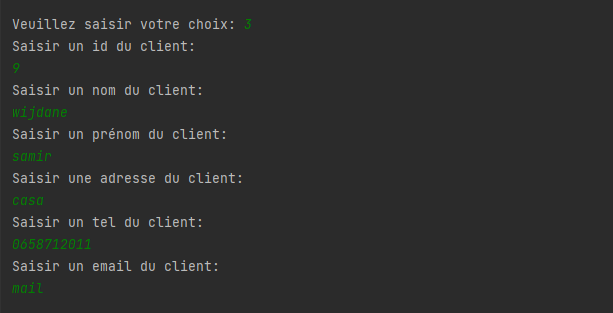 Veuillez saisir votre choix: 3
Saisir un id du client:
9
Saisir un nom du client:
wijdane
Saisir un prénom du client:
samir
Saisir une adresse du client:
casa
Saisir un tel du client:
0658712011
Saisir un email du client:
mail